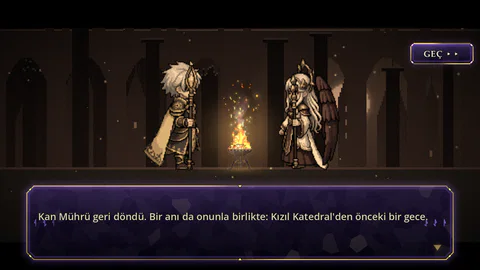 GEÇ
Kan Mührü geri döndü. Bir anı da onunla birlikte: Kızıl Katedral'den önceki bir gece.